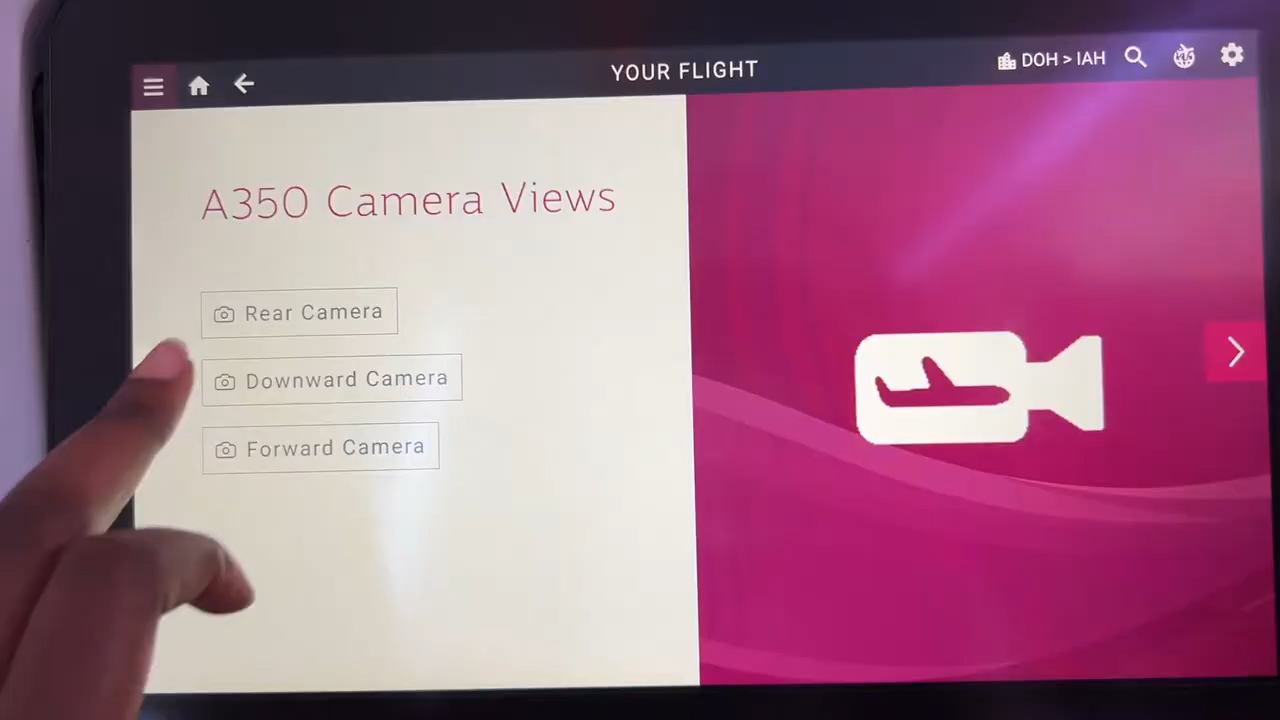 YOUR FLIGHT
DOH > IAH
A350 Camera Views
Rear Camera
Downward Camera
Forward Camera